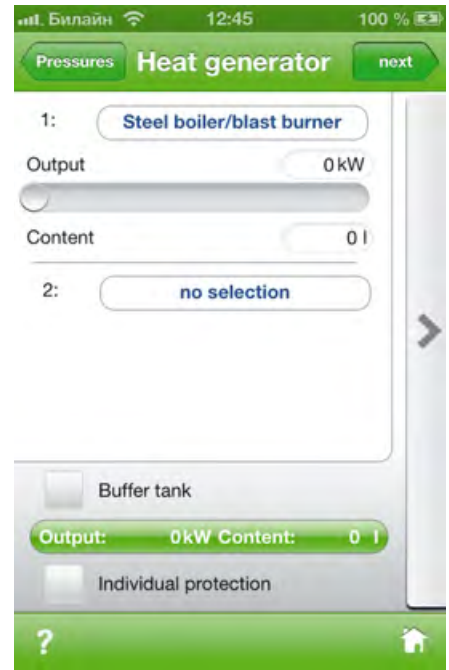 Билайн 12:45 100 %
Pressures Heat generator next
1: Steel boiler/blast burner
Output 0 kW
Content 0 l
2: no selection
Buffer tank
Output: 0kW Content: 0 l
Individual protection
?